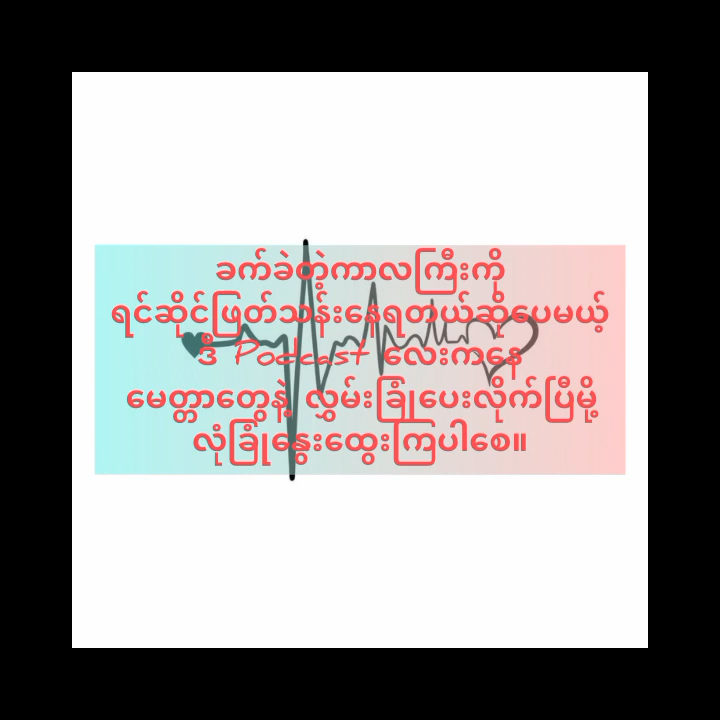 ခက်ခဲတဲ့ကာလကြီးကို
ရင်ဆိုင်ဖြတ်သန်းနေရတယ်ဆိုပေမယ့်
ဒီ Podcast လေးကနေ
မေတ္တာတွေနဲ့ လွှမ်းခြုံပေးလိုက်ပြီမို့
လုံခြုံနွေးထွေးကြပါစေ။